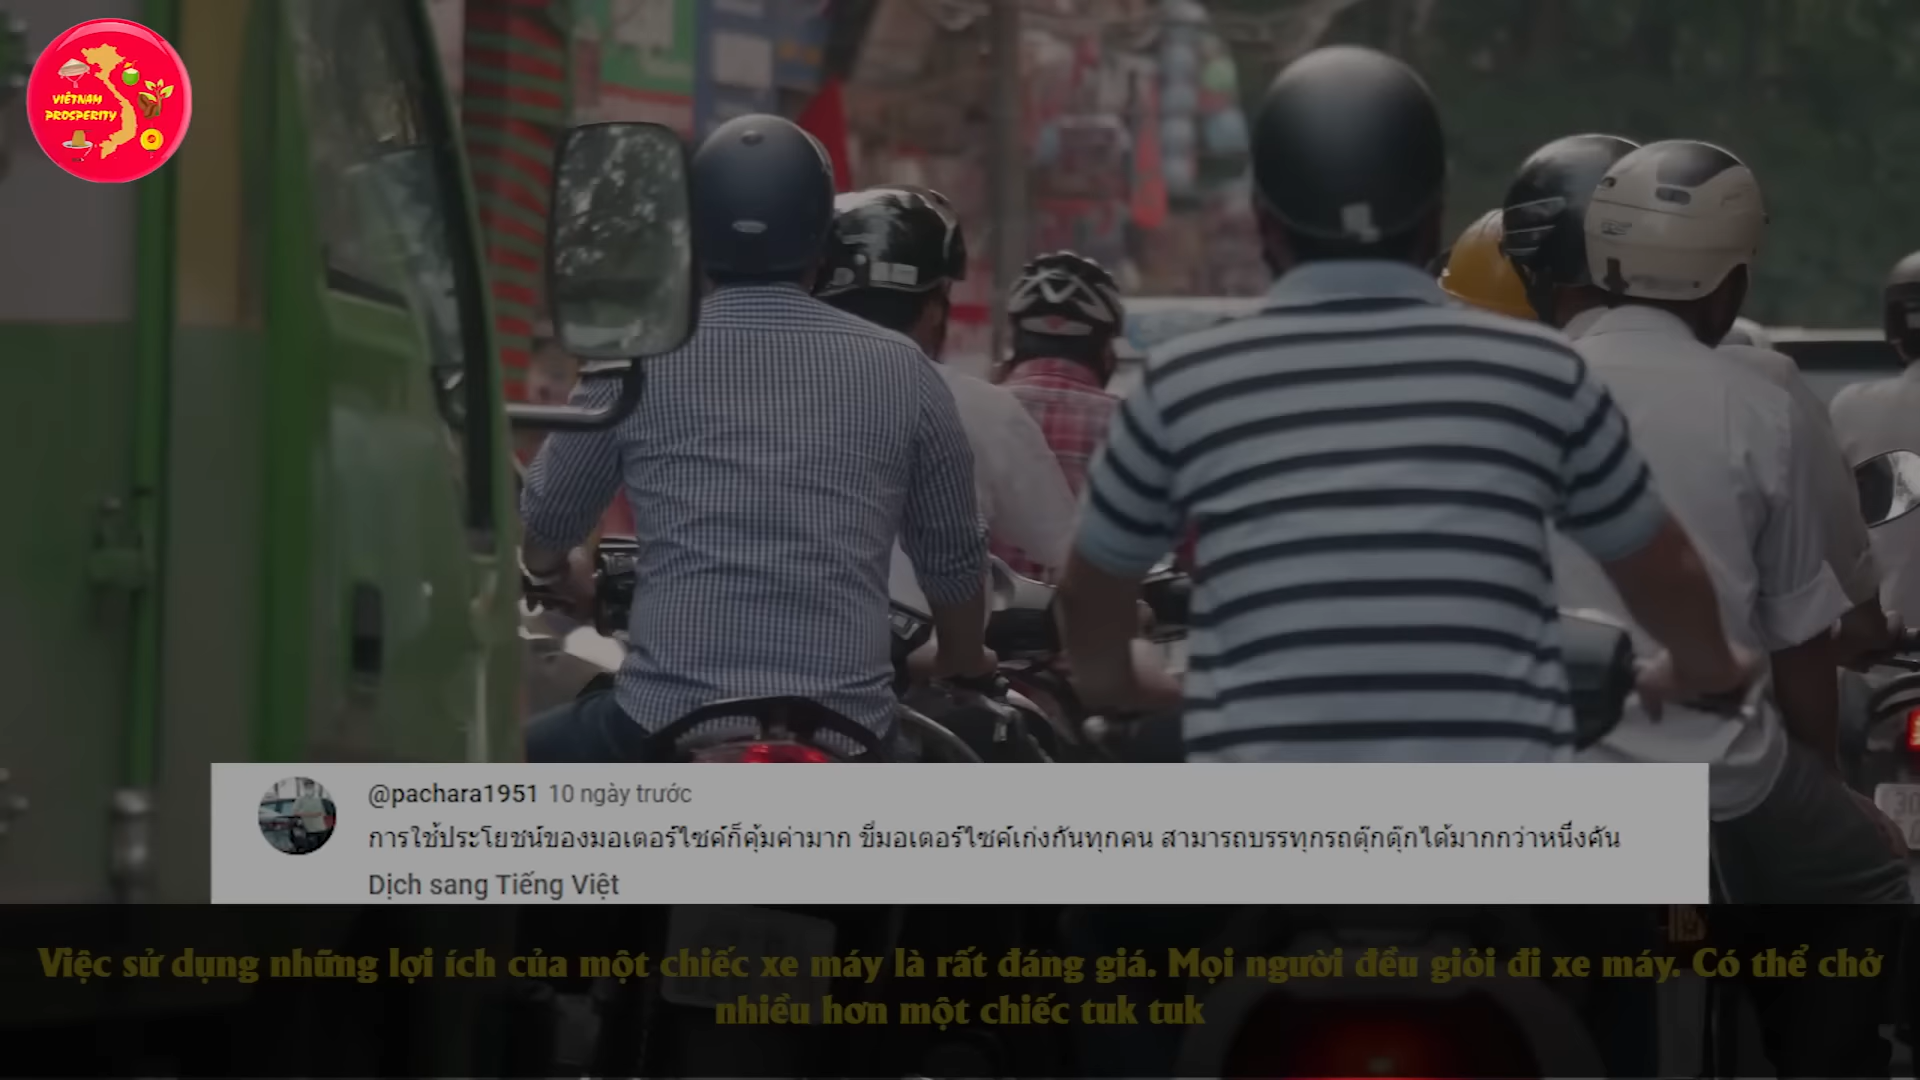 VIETNAM
PROSPERITY
@pachara1951 10 ngày trước
การใช้ประโยชน์ของมอเตอร์ไซค์ก็คุ้มค่ามาก ขี่มอเตอร์ไซค์เก่งกันทุกคน สามารถบรรทุกรถตุ๊กตุ๊กได้มากกว่าหนึ่งคัน
Dịch sang Tiếng Việt
Việc sử dụng những lợi ích của một chiếc xe máy là rất đáng giá. Mọi người đều giỏi đi xe máy. Có thể chở
nhiều hơn một chiếc tuk tuk